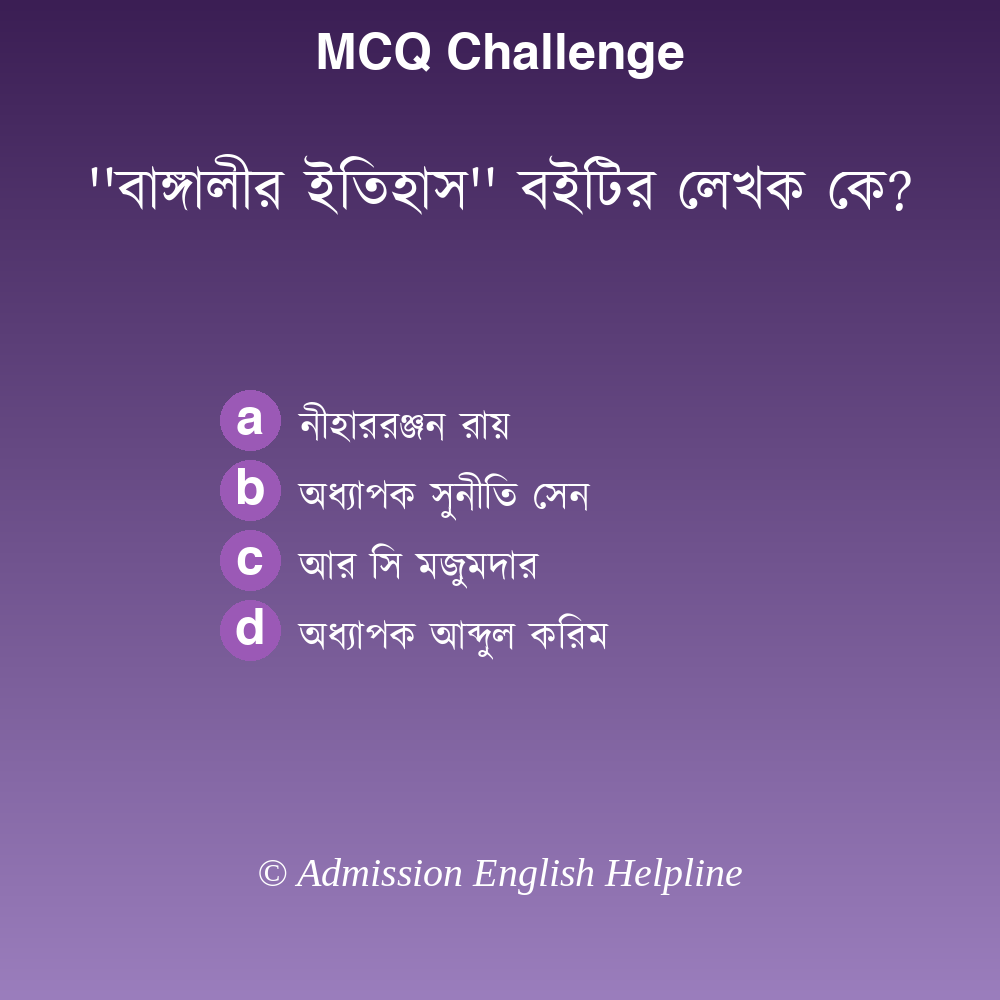 MCQ Challenge
''বাঙ্গালীর ইতিহাস'' বইটির লেখক কে?
a নীহাররঞ্জন রায়
b অধ্যাপক সুনীতি সেন
c আর সি মজুমদার
d অধ্যাপক আব্দুল করিম
© Admission English Helpline